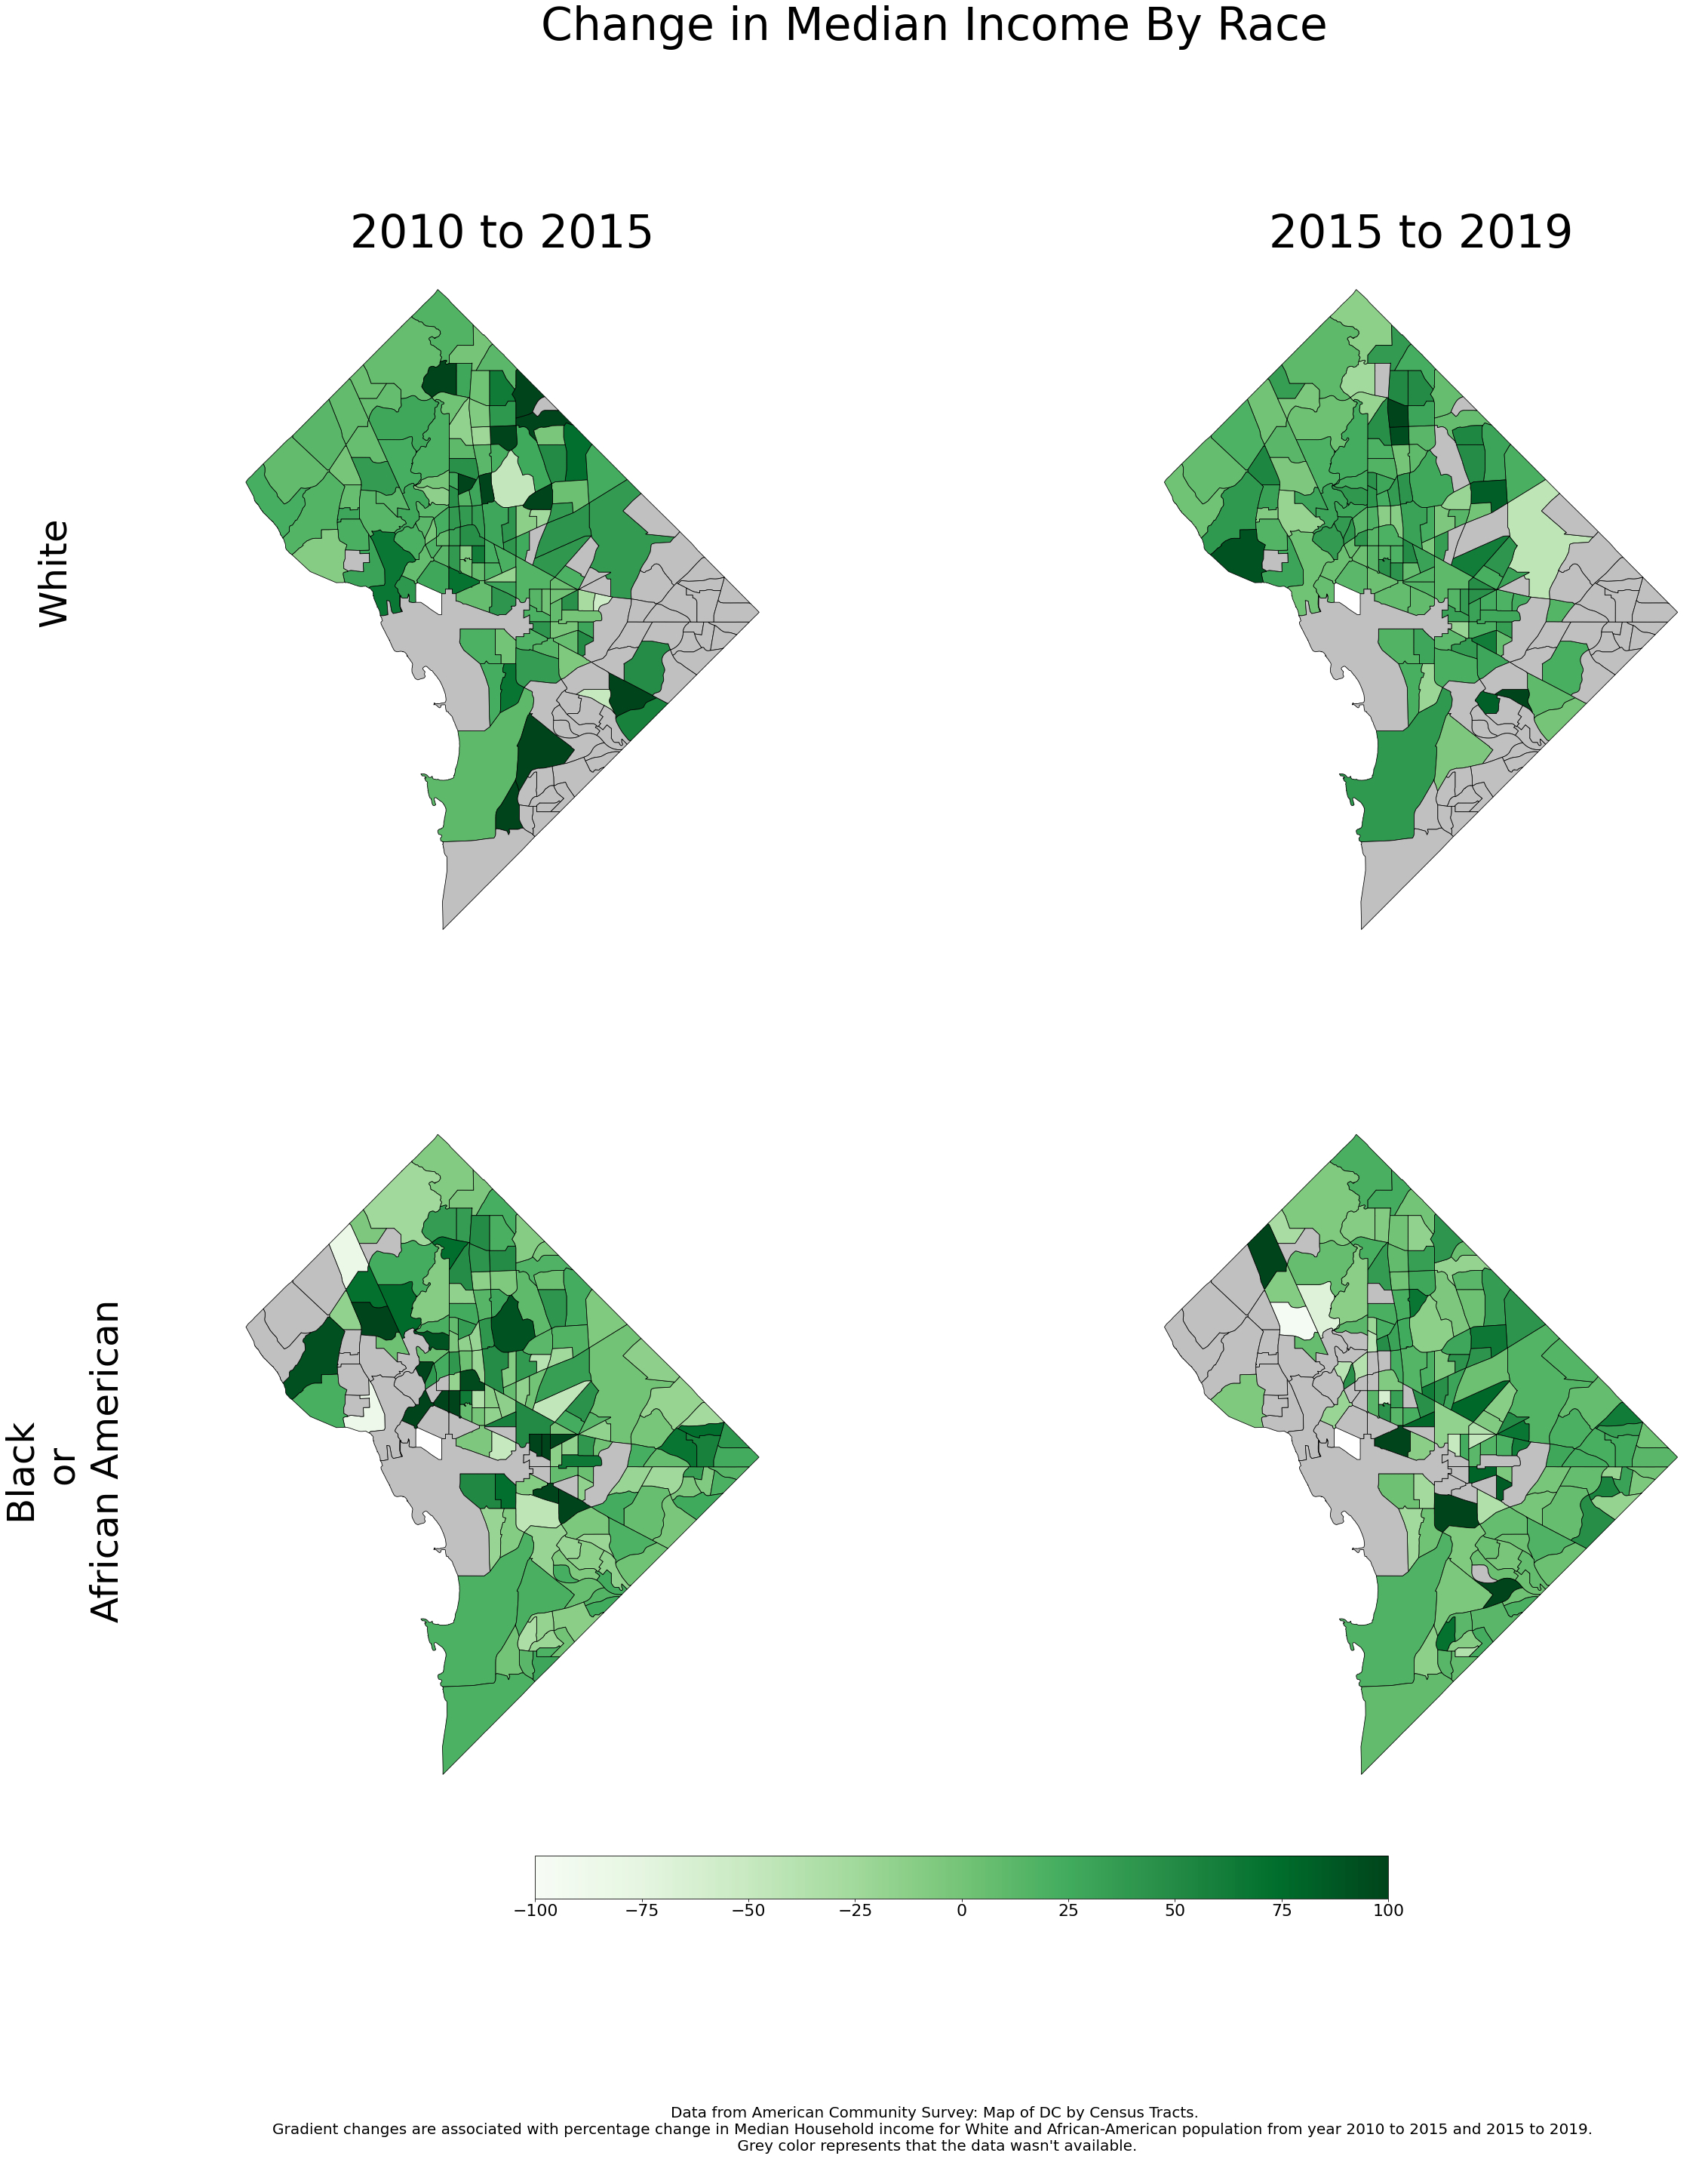 Change in Median Income By Race
2010 to 2015
2015 to 2019
White
Black
or
African American
−100
−75
−50
−25
0
25
50
75
100
Data from American Community Survey: Map of DC by Census Tracts.
Gradient changes are associated with percentage change in Median Household income for White and African-American population from year 2010 to 2015 and 2015 to 2019.
Grey color represents that the data wasn't available.